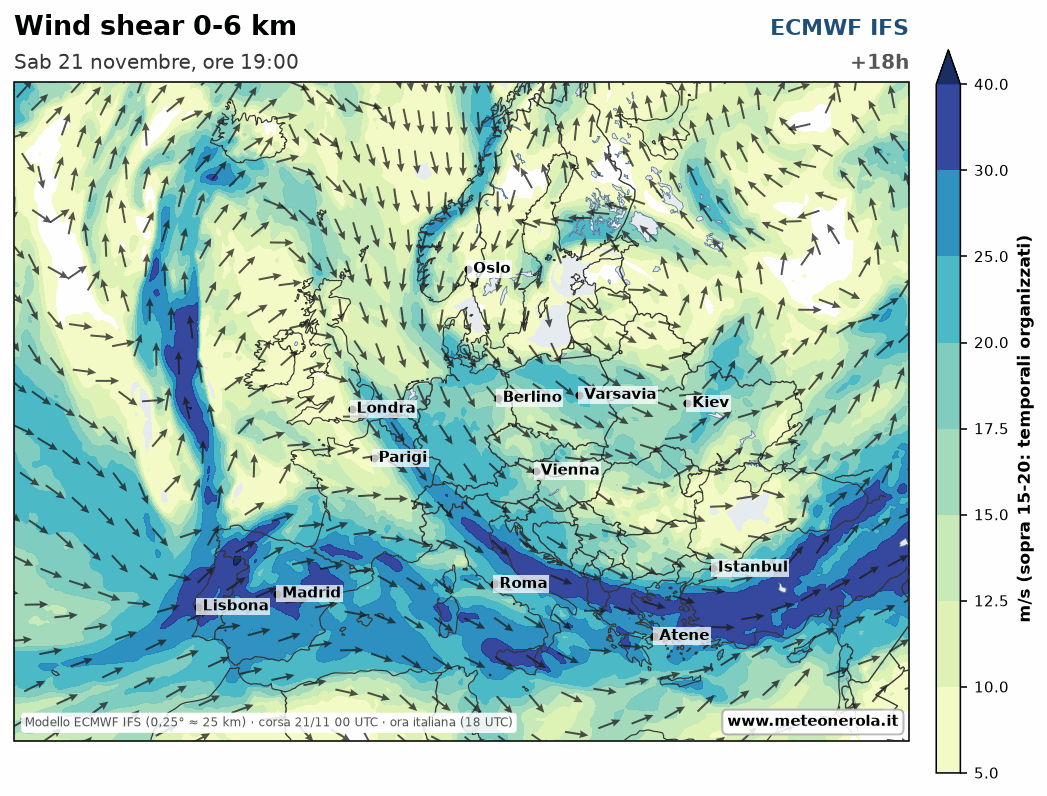 Wind shear 0-6 km
ECMWF IFS
Sab 21 novembre, ore 19:00
+18h
40.0
30.0
25.0
20.0
17.5
15.0
12.5
10.0
5.0
m/s (sopra 15-20: temporali organizzati)
Oslo
Berlino
Varsavia
Kiev
Londra
Parigi
Vienna
Istanbul
Roma
Madrid
Lisbona
Atene
Modello ECMWF IFS (0,25° ≈ 25 km) · corsa 21/11 00 UTC · ora italiana (18 UTC)
www.meteonerola.it